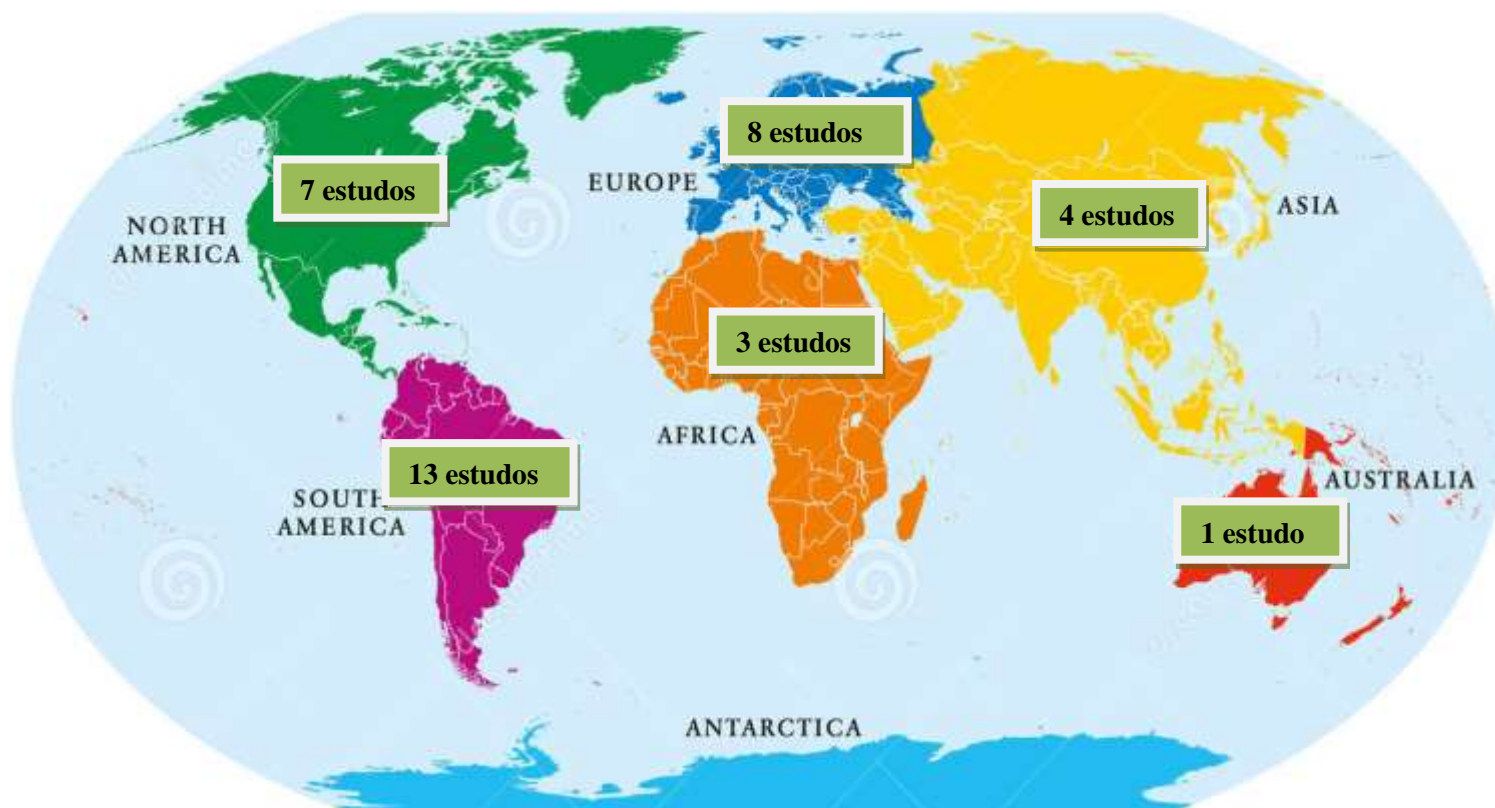 8 estudos
7 estudos
EUROPE
4 estudos
ASIA
NORTH
AMERICA
3 estudos
AFRICA
13 estudos
SOUTH
AMERICA
AUSTRALIA
1 estudo
ANTARCTICA